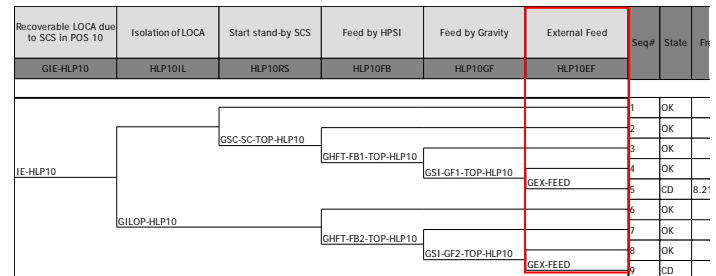 Recoverable LOCA due
to SCS in POS 10
Isolation of LOCA
Start stand-by SCS
Feed by HPSI
Feed by Gravity
External Feed
Seq#
State
Fre
GIE-HLP10
HLP10IL
HLP10RS
HLP10FB
HLP10GF
HLP10EF
1 OK
2 OK
GSC-SC-TOP-HLP10
3 OK
GHFT-FB1-TOP-HLP10
4 OK
IE-HLP10
GSI-GF1-TOP-HLP10
GEX-FEED
5 CD 8.21
6 OK
GILOP-HLP10
7 OK
GHFT-FB2-TOP-HLP10
8 OK
GSI-GF2-TOP-HLP10
GEX-FEED
9 CD